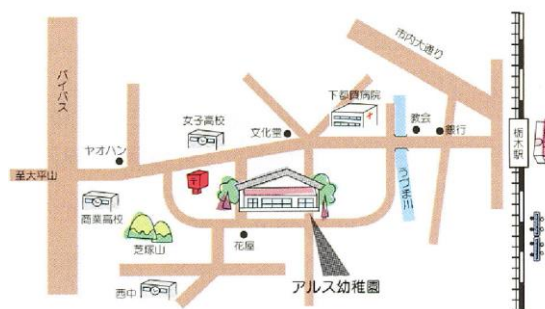 市内大通り
バイパス
下都賀病院
女子高校
文化堂
教会
銀行
栃木駅
ヤオハン
うづま川
至太平山
商業高校
芝塚山
花屋
アルス幼稚園
西中